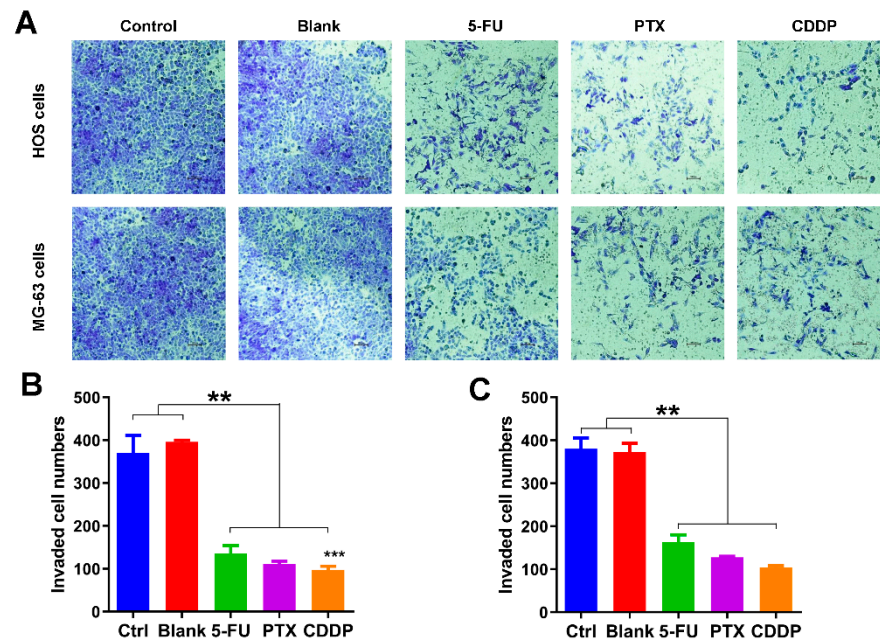 A
Control Blank 5-FU PTX CDDP
HOS cells
MG-63 cells
B
Invaded cell numbers
500
400
300
200
100
0
**
***
Ctrl Blank 5-FU PTX CDDP
C
Invaded cell numbers
500
400
300
200
100
0
**
Ctrl Blank 5-FU PTX CDDP